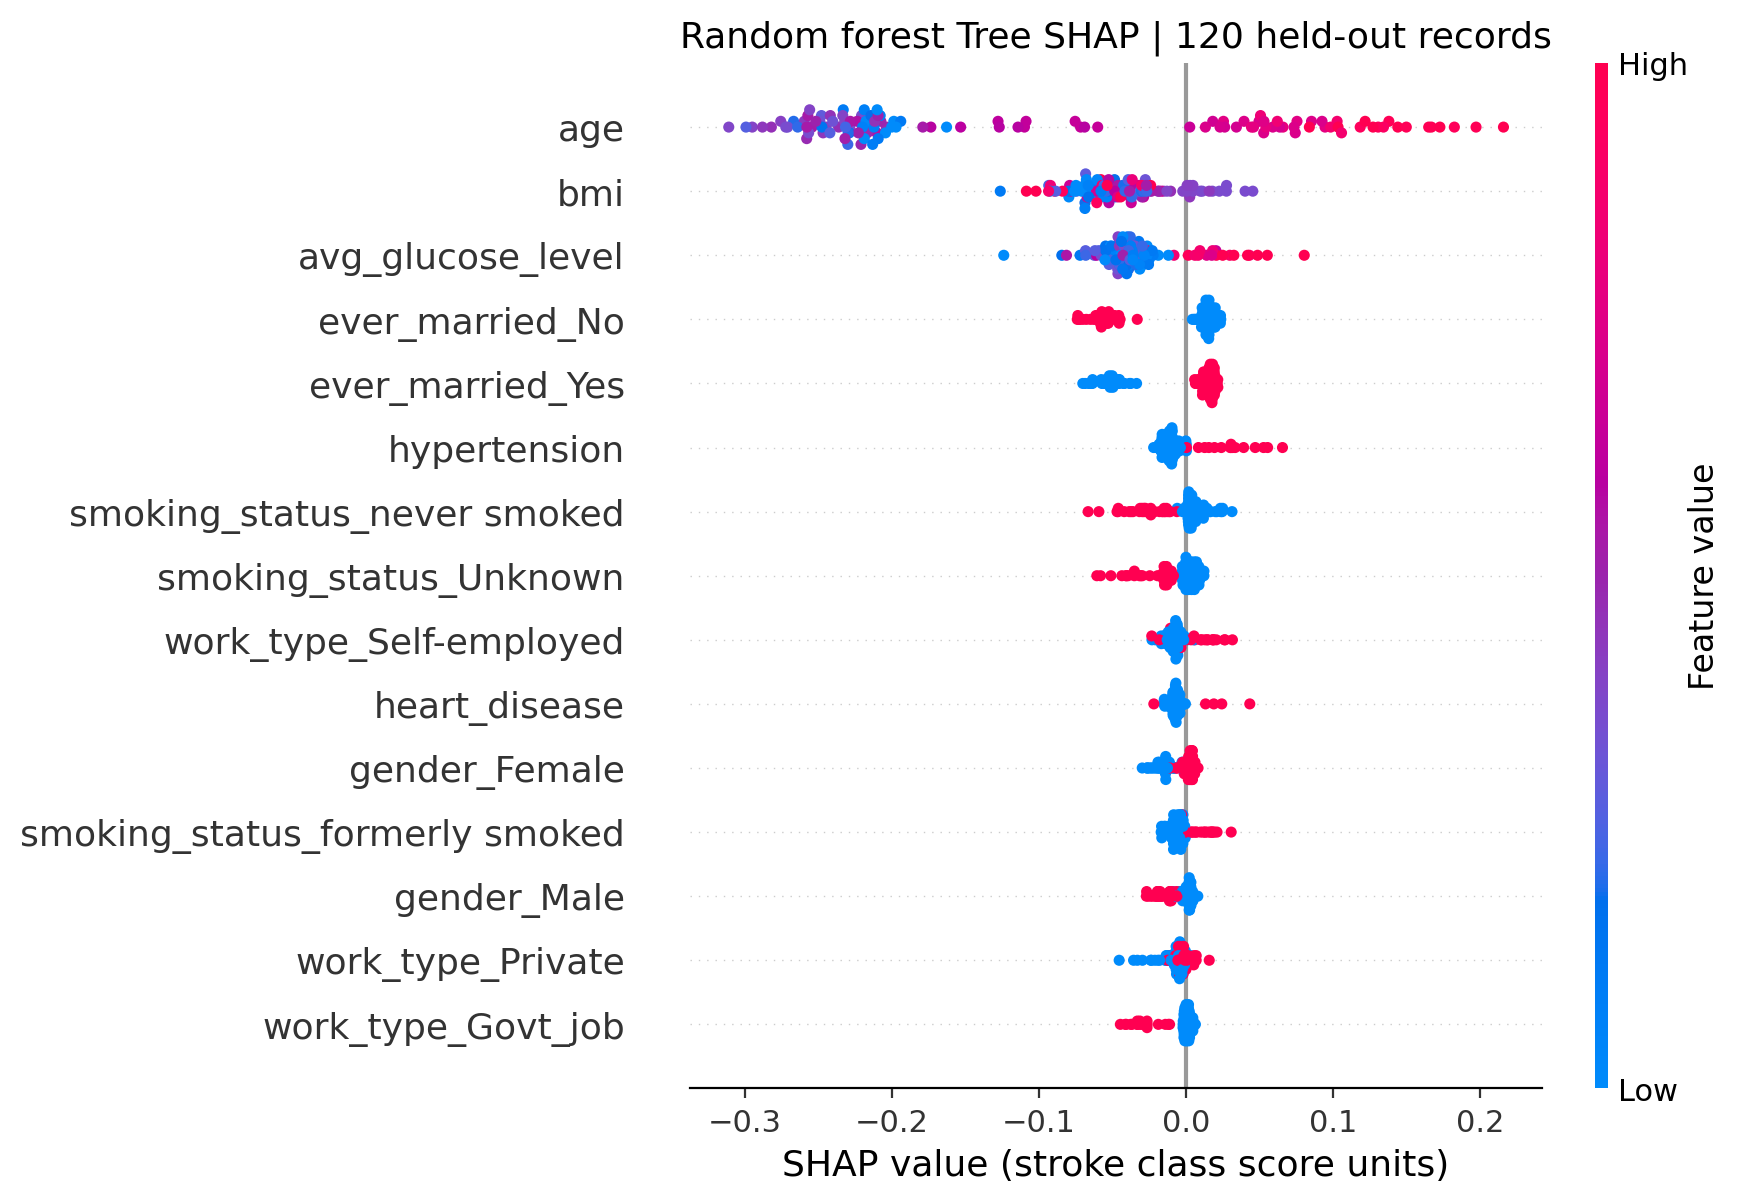 Random forest Tree SHAP | 120 held-out records
High
age
bmi
avg_glucose_level
ever_married_No
ever_married_Yes
hypertension
smoking_status_never smoked
smoking_status_Unknown
work_type_Self-employed
heart_disease
gender_Female
smoking_status_formerly smoked
gender_Male
work_type_Private
work_type_Govt_job
Feature value
Low
−0.3 −0.2 −0.1 0.0 0.1 0.2
SHAP value (stroke class score units)